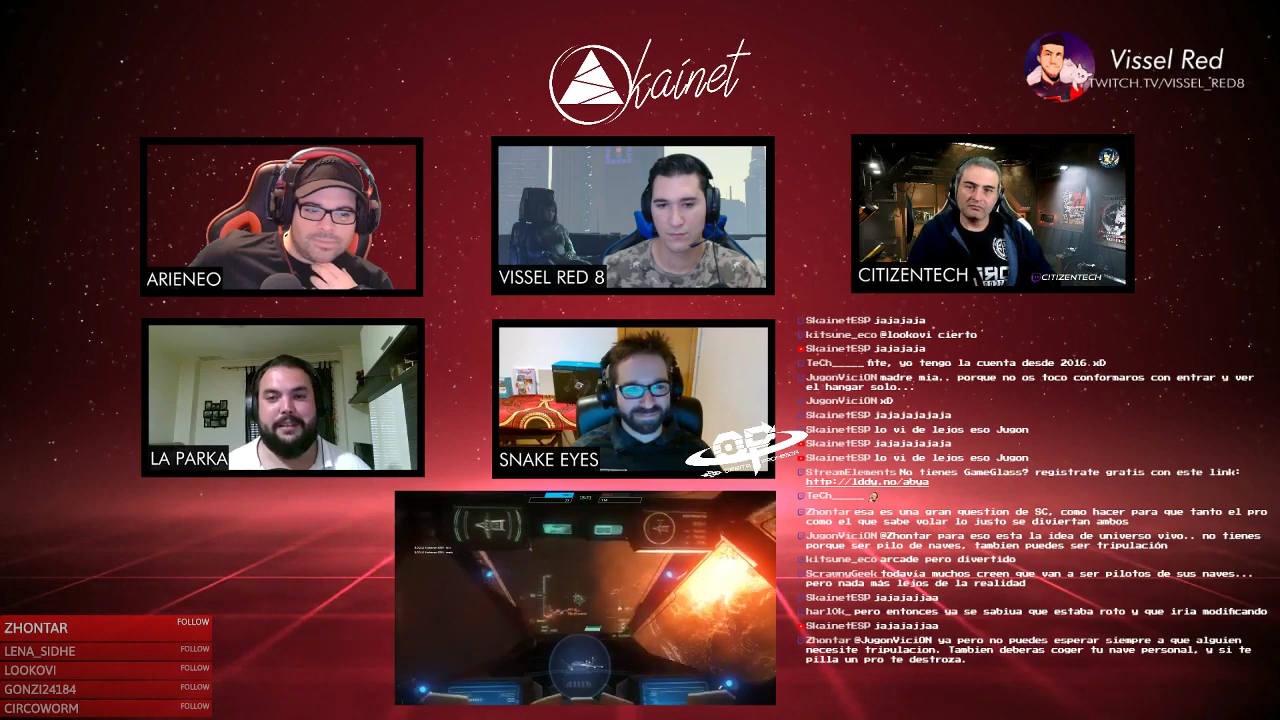 kainet
Vissel Red
TWITCH.TV/VISSEL_RED8
ARIENEO
VISSEL RED 8
CITIZENTECH
CITIZENTECH
LA PARKA
SNAKE EYES
SkainetESP jajajaja
kitsune_eco @lookovi cierto
SkainetESP jajajaja
TeCh_____ fite, yo tengo la cuenta desde 2016.xD
JugonViciON madre mia.. porque no os toco conformaros con entrar y ver
el hangar solo...
JugonViciON xD
SkainetESP jajajajajaja
SkainetESP lo vi de lejos eso Jugon
SkainetESP jajajajajaja
SkainetESP lo vi de lejos eso Jugon
StreamElements No tienes GameGlass? registrate gratis con este link:
http://lddy.no/abya
TeCh_____
Zhontar esa es una gran question de SC, como hacer para que tanto el pro
como el que sabe volar lo justo se diviertan ambos
JugonViciON @Zhontar para eso esta la idea de universo vivo.. no tienes
porque ser pilo de naves, tambien puedes ser tripulación
kitsune_eco arcade pero divertido
ScrawnyGeek todavia muchos creen que van a ser pilotos de sus naves...
pero nada más lejos de la realidad
SkainetESP jajajajjaa
harl0k_ pero entonces ya se sabiua que estaba roto y que iria modificando
SkainetESP jajajajjaa
Zhontar @JugonViciON ya pero no puedes esperar siempre a que alguien
necesite tripulacion. Tambien deberas coger tu nave personal, y si te
pilla un pro te destroza.
ZHONTAR FOLLOW
LENA_SIDHE FOLLOW
LOOKOVI FOLLOW
GONZI24184 FOLLOW
CIRCOWORM FOLLOW